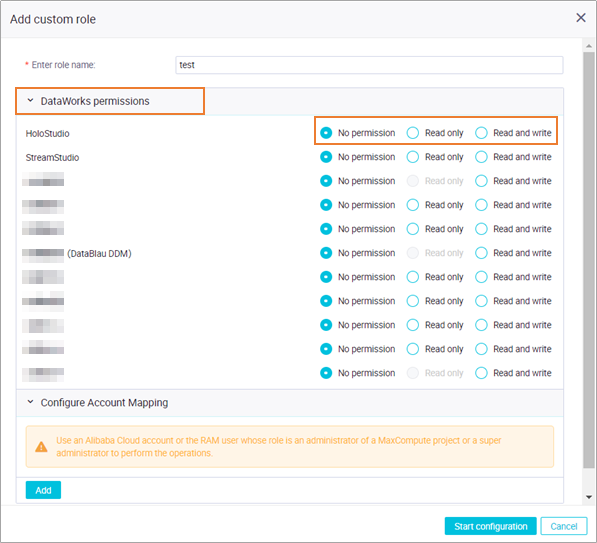 Add custom role
* Enter role name: test
DataWorks permissions
HoloStudio No permission Read only Read and write
StreamStudio No permission Read only Read and write
No permission Read only Read and write
No permission Read only Read and write
No permission Read only Read and write
(DataBlau DDM) No permission Read only Read and write
No permission Read only Read and write
No permission Read only Read and write
No permission Read only Read and write
No permission Read only Read and write
No permission Read only Read and write
Configure Account Mapping
Use an Alibaba Cloud account or the RAM user whose role is an administrator of a MaxCompute project or a super
administrator to perform the operations.
Add
Start configuration Cancel